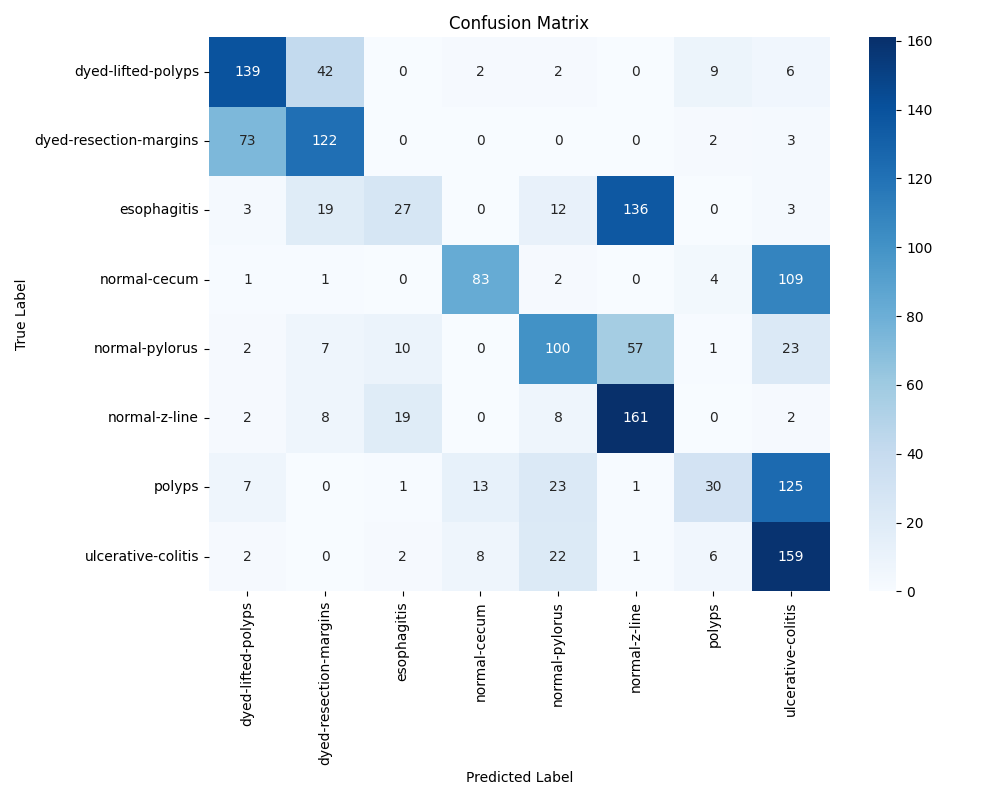 Confusion Matrix
True Label
dyed-lifted-polyps 139 42 0 2 2 0 9 6
dyed-resection-margins 73 122 0 0 0 0 2 3
esophagitis 3 19 27 0 12 136 0 3
normal-cecum 1 1 0 83 2 0 4 109
normal-pylorus 2 7 10 0 100 57 1 23
normal-z-line 2 8 19 0 8 161 0 2
polyps 7 0 1 13 23 1 30 125
ulcerative-colitis 2 0 2 8 22 1 6 159
dyed-lifted-polyps
dyed-resection-margins
esophagitis
normal-cecum
normal-pylorus
normal-z-line
polyps
ulcerative-colitis
Predicted Label
160
140
120
100
80
60
40
20
0